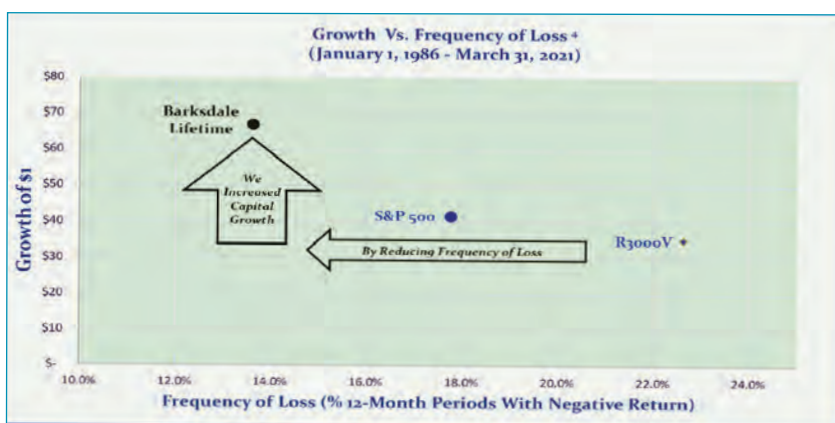 Growth Vs. Frequency of Loss 4
(January 1, 1986 - March 31, 2021)
$80
$70
$60
$50
$40
$30
$20
$10
$-
Growth of $1
Barksdale
Lifetime
We
Increased
Capital
Growth
S&P 500
R3000V
By Reducing Frequency of Loss
10.0% 12.0% 14.0% 16.0% 18.0% 20.0% 22.0% 24.0%
Frequency of Loss (% 12-Month Periods With Negative Return)